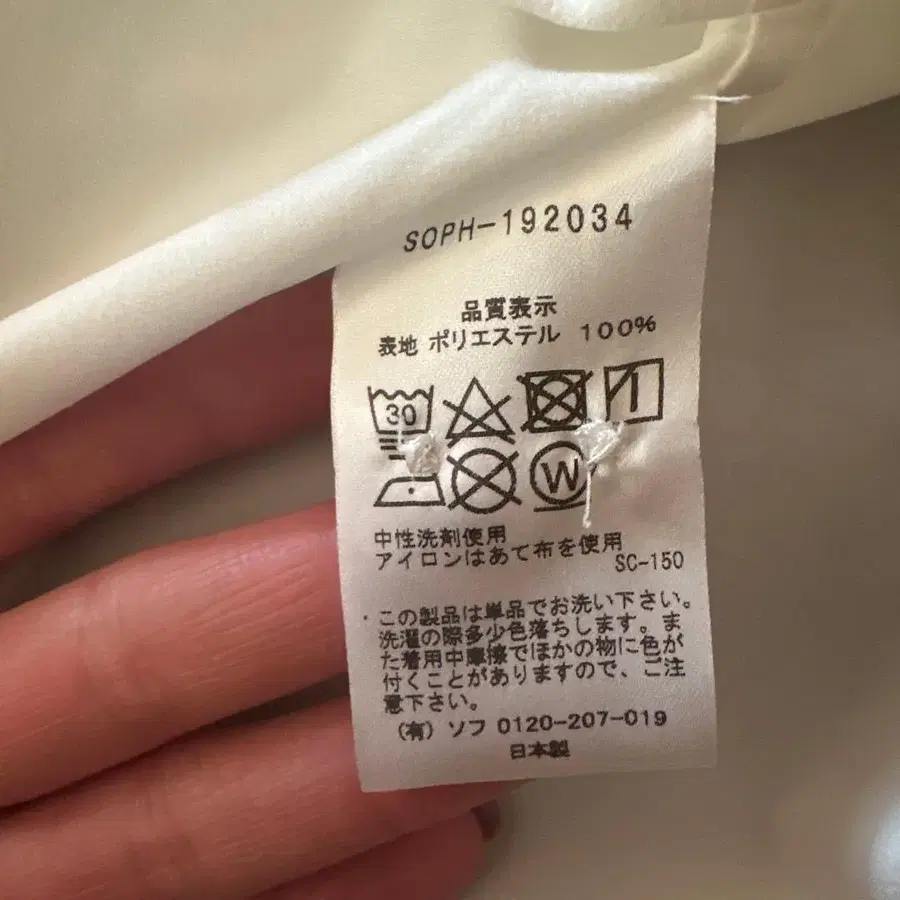 SOPH-192034
品質表示
表地 ポリエステル 100%
30
W
中性洗剤使用
アイロンはあて布を使用
SC-150
・この製品は単品でお洗い下さい。
洗濯の際多少色落ちします。ま
た着用中摩擦でほかの物に色が
付くことがありますので、ご注
意下さい。
(有) ソフ 0120-207-019
日本製